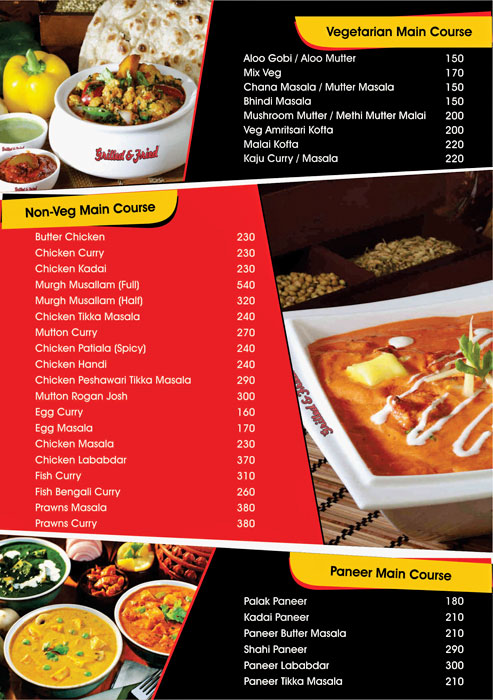 Vegetarian Main Course
Aloo Gobi / Aloo Mutter 150
Mix Veg 170
Chana Masala / Mutter Masala 150
Bhindi Masala 150
Mushroom Mutter / Methi Mutter Malai 200
Veg Amritsari Kofta 200
Malai Kofta 220
Kaju Curry / Masala 220
Grilled & Fried
Non-Veg Main Course
Butter Chicken 230
Chicken Curry 230
Chicken Kadai 230
Murgh Musallam (Full) 540
Murgh Musallam (Half) 320
Chicken Tikka Masala 240
Mutton Curry 270
Chicken Patiala (Spicy) 240
Chicken Handi 240
Chicken Peshawari Tikka Masala 290
Mutton Rogan Josh 300
Egg Curry 160
Egg Masala 170
Chicken Masala 230
Chicken Lababdar 370
Fish Curry 310
Fish Bengali Curry 260
Prawns Masala 380
Prawns Curry 380
Grilled & Fried
Paneer Main Course
Palak Paneer 180
Kadai Paneer 210
Paneer Butter Masala 210
Shahi Paneer 290
Paneer Lababdar 300
Paneer Tikka Masala 210